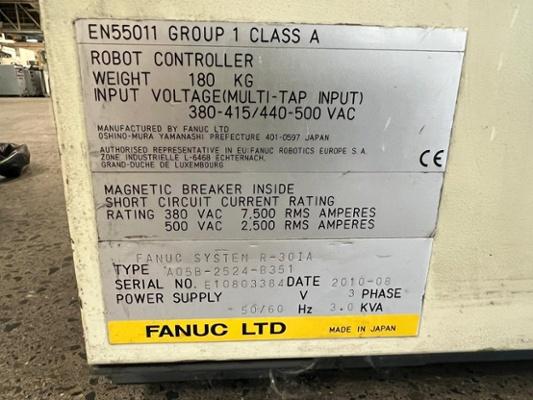 EN55011 GROUP 1 CLASS A
ROBOT CONTROLLER
WEIGHT 180 KG
INPUT VOLTAGE(MULTI-TAP INPUT)
380-415/440-500 VAC
MANUFACTURED BY FANUC LTD
OSHINO-MURA YAMANASHI PREFECTURE 401-0597 JAPAN
AUTHORISED REPRESENTATIVE IN EU:FANUC ROBOTICS EUROPE S.A.
ZONE INDUSTRIELLE L-6468 ECHTERNACH.
GRAND-DUCHE DE LUXEMBOURG
CE
MAGNETIC BREAKER INSIDE
SHORT CIRCUIT CURRENT RATING
RATING 380 VAC 7,500 RMS AMPERES
500 VAC 2,500 RMS AMPERES
FANUC SYSTEM R-30IA
TYPE A05B-2524-B351
SERIAL NO. E10803384 DATE 2010-08
POWER SUPPLY V 3 PHASE
50/60 Hz 3.0 KVA
FANUC LTD MADE IN JAPAN